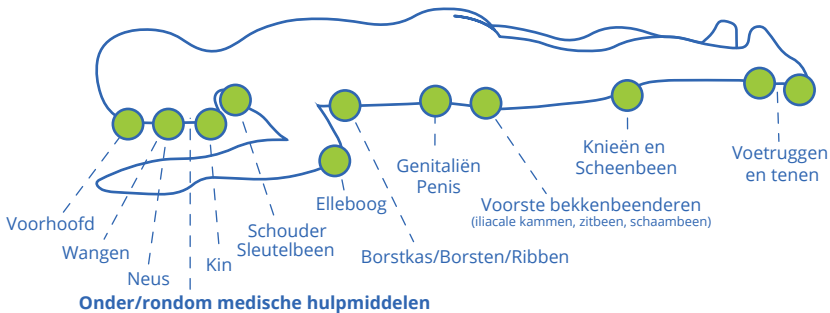 Voorhoofd
Wangen
Neus
Kin
Schouder
Sleutelbeen
Elleboog
Borstkas/Borsten/Ribben
Genitaliën
Penis
Voorste bekkenbeenderen
(iliacale kammen, zitbeen, schaambeen)
Knieën en
Scheenbeen
Voetruggen
en tenen
Onder/rondom medische hulpmiddelen